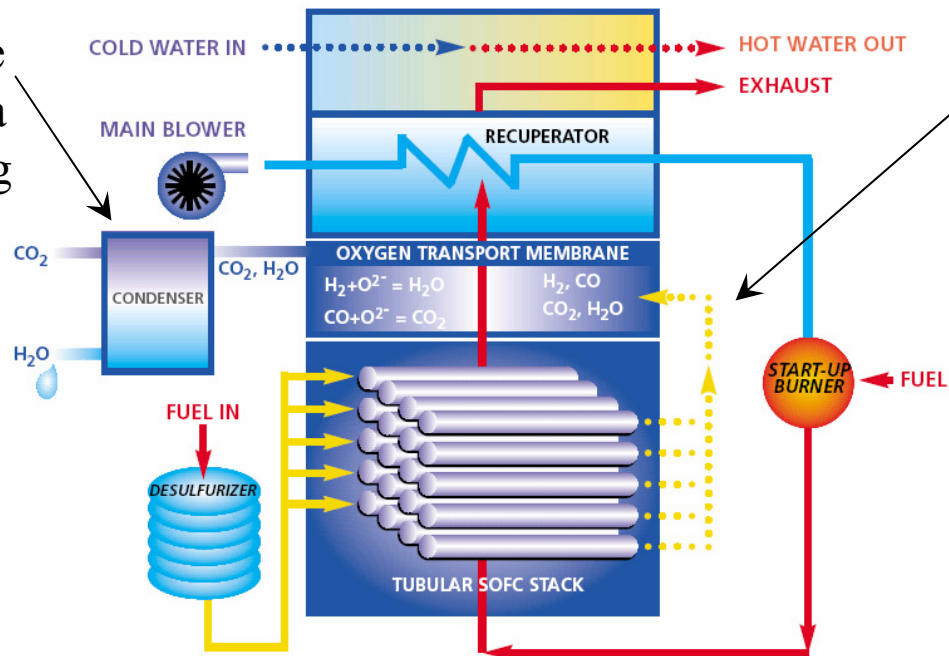 e
a
g
COLD WATER IN
HOT WATER OUT
EXHAUST
MAIN BLOWER
RECUPERATOR
OXYGEN TRANSPORT MEMBRANE
CO₂
CO₂, H₂O
CONDENSER
H₂O
H₂+O²⁻ = H₂O
CO+O²⁻ = CO₂
H₂, CO
CO₂, H₂O
START-UP
BURNER
FUEL
FUEL IN
DESULFURIZER
TUBULAR SOFC STACK